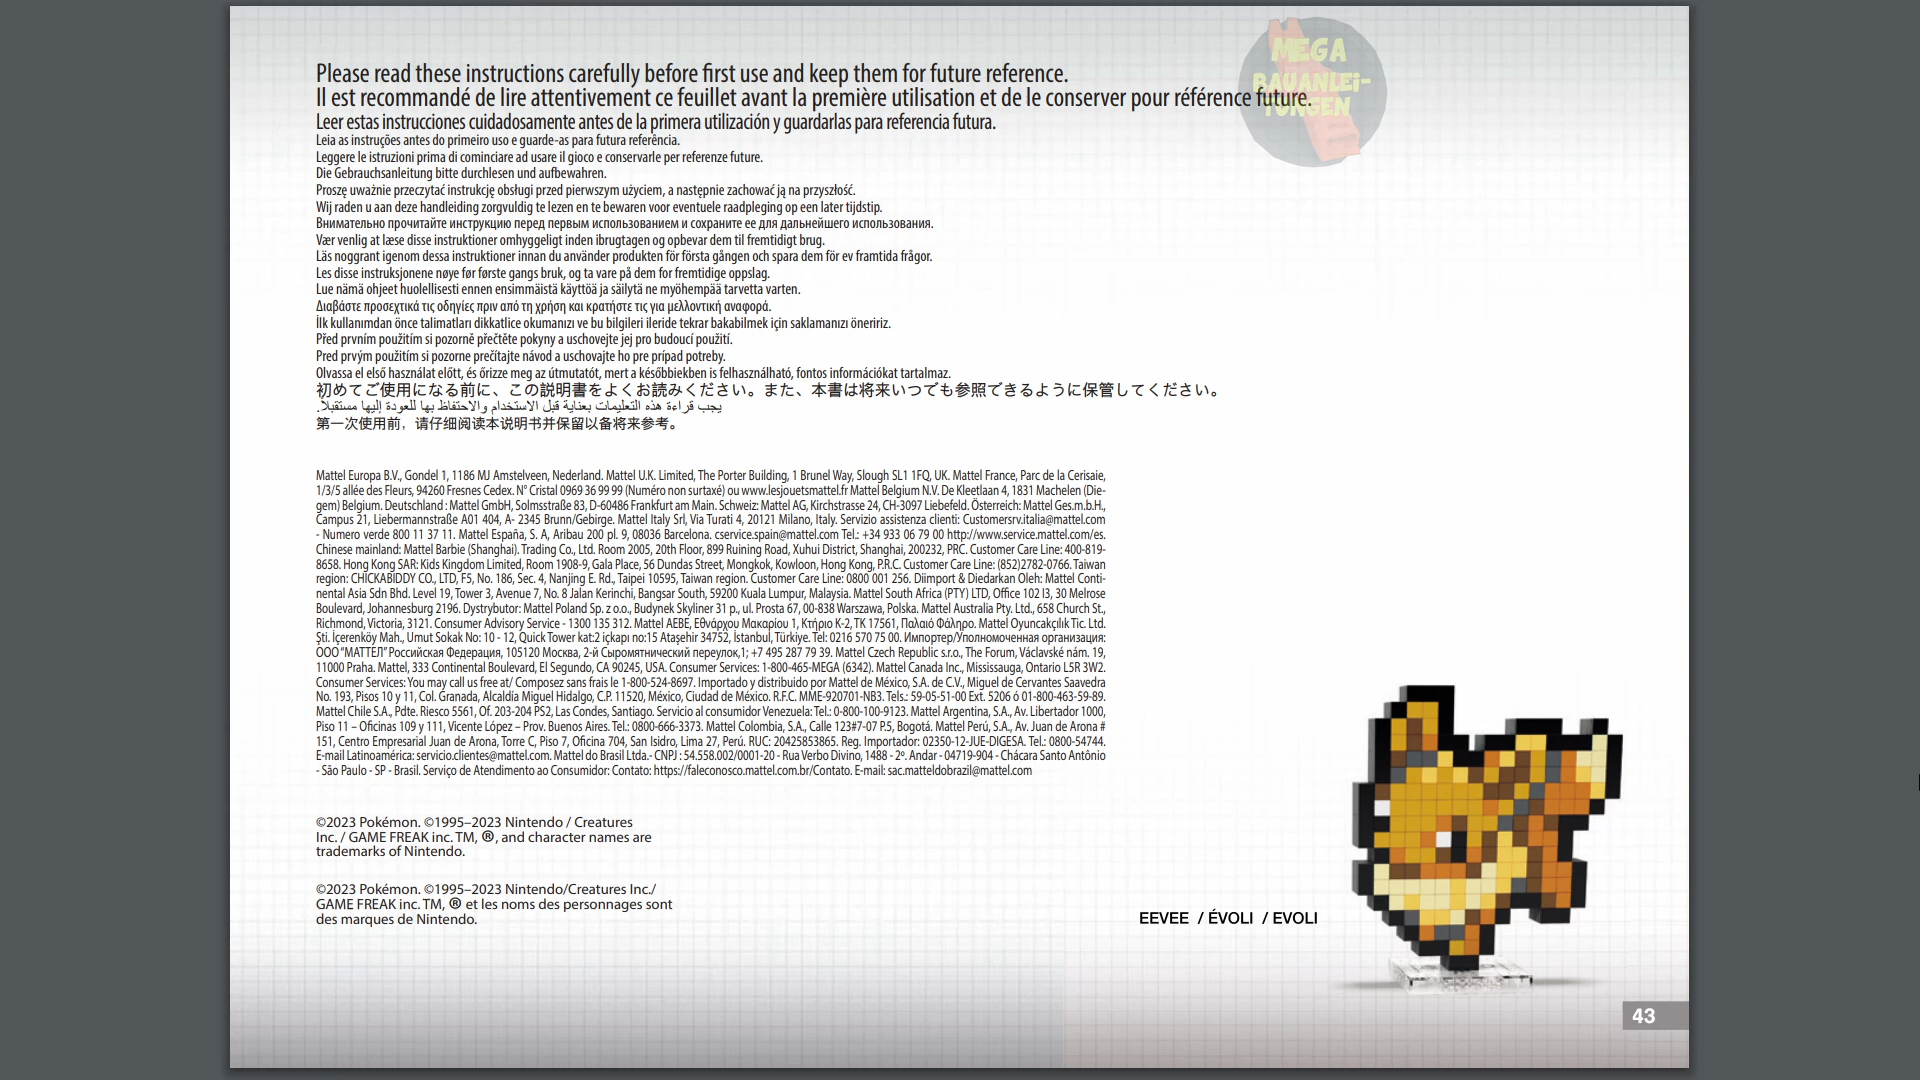 MEGA
BAUANLEi-
TUNGEN
Please read these instructions carefully before first use and keep them for future reference.
Il est recommandé de lire attentivement ce feuillet avant la première utilisation et de le conserver pour référence future.
Leer estas instrucciones cuidadosamente antes de la primera utilización y guardarlas para referencia futura.
Leia as instruções antes do primeiro uso e guarde-as para futura referência.
Leggere le istruzioni prima di cominciare ad usare il gioco e conservarle per referenze future.
Die Gebrauchsanleitung bitte durchlesen und aufbewahren.
Proszę uważnie przeczytać instrukcję obsługi przed pierwszym użyciem, a następnie zachować ją na przyszłość.
Wij raden u aan deze handleiding zorgvuldig te lezen en te bewaren voor eventuele raadpleging op een later tijdstip.
Внимательно прочитайте инструкцию перед первым использованием и сохраните ее для дальнейшего использования.
Vær venlig at læse disse instruktioner omhyggeligt inden ibrugtagen og opbevar dem til fremtidigt brug.
Läs noggrant igenom dessa instruktioner innan du använder produkten för första gången och spara dem för ev framtida frågor.
Les disse instruksjonene nøye før første gangs bruk, og ta vare på dem for fremtidige oppslag.
Lue nämä ohjeet huolellisesti ennen ensimmäistä käyttöä ja säilytä ne myöhempää tarvetta varten.
Διαβάστε προσεχτικά τις οδηγίες πριν από τη χρήση και κρατήστε τις για μελλοντική αναφορά.
İlk kullanımdan önce talimatları dikkatlice okumanızı ve bu bilgileri ileride tekrar bakabilmek için saklamanızı öneririz.
Před prvním použitím si pozorně přečtěte pokyny a uschovejte jej pro budoucí použití.
Pred prvým použitím si pozorne prečítajte návod a uschovajte ho pre prípad potreby.
Olvassa el első használat előtt, és őrizze meg az útmutatót, mert a későbbiekben is felhasználható, fontos információkat tartalmaz.
初めてご使用になる前に、この説明書をよくお読みください。また、本書は将来いつでも参照できるように保管してください。
يجب قراءة هذه التعليمات بعناية قبل الاستخدام والاحتفاظ بها للعودة إليها مستقبلاً.
第一次使用前，请仔细阅读本说明书并保留以备将来参考。
Mattel Europa B.V., Gondel 1, 1186 MJ Amstelveen, Nederland. Mattel U.K. Limited, The Porter Building, 1 Brunel Way, Slough SL1 1FQ, UK. Mattel France, Parc de la Cerisaie,
1/3/5 allée des Fleurs, 94260 Fresnes Cedex. N° Cristal 0969 36 99 99 (Numéro non surtaxé) ou www.lesjouetsmattel.fr Mattel Belgium N.V. De Kleetlaan 4, 1831 Machelen (Die-
gem) Belgium. Deutschland : Mattel GmbH, Solmsstraße 83, D-60486 Frankfurt am Main. Schweiz: Mattel AG, Kirchstrasse 24, CH-3097 Liebefeld. Österreich: Mattel Ges.m.b.H.,
Campus 21, Liebermannstraße A01 404, A- 2345 Brunn/Gebirge. Mattel Italy Srl, Via Turati 4, 20121 Milano, Italy. Servizio assistenza clienti: Customersrv.italia@mattel.com
- Numero verde 800 11 37 11. Mattel España, S. A, Aribau 200 pl. 9, 08036 Barcelona. cservice.spain@mattel.com Tel.: +34 933 06 79 00 http://www.service.mattel.com/es.
Chinese mainland: Mattel Barbie (Shanghai). Trading Co., Ltd. Room 2005, 20th Floor, 899 Ruining Road, Xuhui District, Shanghai, 200232, PRC. Customer Care Line: 400-819-
8658. Hong Kong SAR: Kids Kingdom Limited, Room 1908-9, Gala Place, 56 Dundas Street, Mongkok, Kowloon, Hong Kong, P.R.C. Customer Care Line: (852)2782-0766. Taiwan
region: CHICKABIDDY CO., LTD, F5, No. 186, Sec. 4, Nanjing E. Rd., Taipei 10595, Taiwan region. Customer Care Line: 0800 001 256. Diimport & Diedarkan Oleh: Mattel Conti-
nental Asia Sdn Bhd. Level 19, Tower 3, Avenue 7, No. 8 Jalan Kerinchi, Bangsar South, 59200 Kuala Lumpur, Malaysia. Mattel South Africa (PTY) LTD, Office 102 I3, 30 Melrose
Boulevard, Johannesburg 2196. Dystrybutor: Mattel Poland Sp. z o.o., Budynek Skyliner 31 p., ul. Prosta 67, 00-838 Warszawa, Polska. Mattel Australia Pty. Ltd., 658 Church St.,
Richmond, Victoria, 3121. Consumer Advisory Service - 1300 135 312. Mattel AEBE, Εθνάρχου Μακαρίου 1, Κτήριο Κ-2, ΤΚ 17561, Παλαιό Φάληρο. Mattel Oyuncakçılık Tic. Ltd.
Şti. İçerenköy Mah., Umut Sokak No: 10 - 12, Quick Tower kat:2 içkapı no:15 Ataşehir 34752, İstanbul, Türkiye. Tel: 0216 570 75 00. Импортер/Уполномоченная организация:
ООО "МАТТЕЛ" Российская Федерация, 105120 Москва, 2-й Сыромятнический переулок,1; +7 495 287 79 39. Mattel Czech Republic s.r.o., The Forum, Václavské nám. 19,
11000 Praha. Mattel, 333 Continental Boulevard, El Segundo, CA 90245, USA. Consumer Services: 1-800-465-MEGA (6342). Mattel Canada Inc., Mississauga, Ontario L5R 3W2.
Consumer Services: You may call us free at/ Composez sans frais le 1-800-524-8697. Importado y distribuido por Mattel de México, S.A. de C.V., Miguel de Cervantes Saavedra
No. 193, Pisos 10 y 11, Col. Granada, Alcaldía Miguel Hidalgo, C.P. 11520, México, Ciudad de México. R.F.C. MME-920701-NB3. Tels.: 59-05-51-00 Ext. 5206 ó 01-800-463-59-89.
Mattel Chile S.A., Pdte. Riesco 5561, Of. 203-204 PS2, Las Condes, Santiago. Servicio al consumidor Venezuela: Tel.: 0-800-100-9123. Mattel Argentina, S.A., Av. Libertador 1000,
Piso 11 – Oficinas 109 y 111, Vicente López – Prov. Buenos Aires. Tel.: 0800-666-3373. Mattel Colombia, S.A., Calle 123#7-07 P.5, Bogotá. Mattel Perú, S.A., Av. Juan de Arona #
151, Centro Empresarial Juan de Arona, Torre C, Piso 7, Oficina 704, San Isidro, Lima 27, Perú. RUC: 20425853865. Reg. Importador: 02350-12-JUE-DIGESA. Tel.: 0800-54744.
E-mail Latinoamérica: servicio.clientes@mattel.com. Mattel do Brasil Ltda.- CNPJ : 54.558.002/0001-20 - Rua Verbo Divino, 1488 - 2º. Andar - 04719-904 - Chácara Santo Antônio
- São Paulo - SP - Brasil. Serviço de Atendimento ao Consumidor: Contato: https://faleconosco.mattel.com.br/Contato. E-mail: sac.matteldobrazil@mattel.com
©2023 Pokémon. ©1995–2023 Nintendo / Creatures
Inc. / GAME FREAK inc. TM, ®, and character names are
trademarks of Nintendo.
©2023 Pokémon. ©1995–2023 Nintendo/Creatures Inc./
GAME FREAK inc. TM, ® et les noms des personnages sont
des marques de Nintendo.
EEVEE / ÉVOLI / EVOLI
43